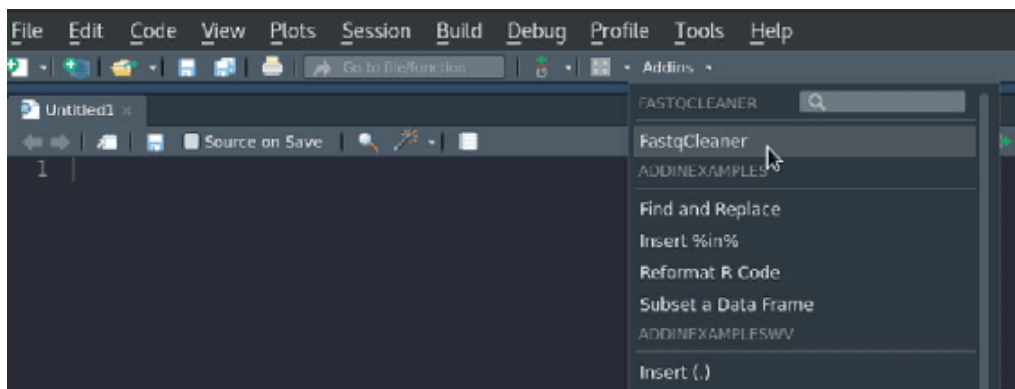 File Edit Code View Plots Session Build Debug Profile Tools Help
Go to file/function Addins
Untitled1
FASTQCLEANER
Source on Save
FastqCleaner
1
ADDINEXAMPLES
Find and Replace
Insert %in%
Reformat R Code
Subset a Data Frame
ADDINEXAMPLESWV
Insert (.)